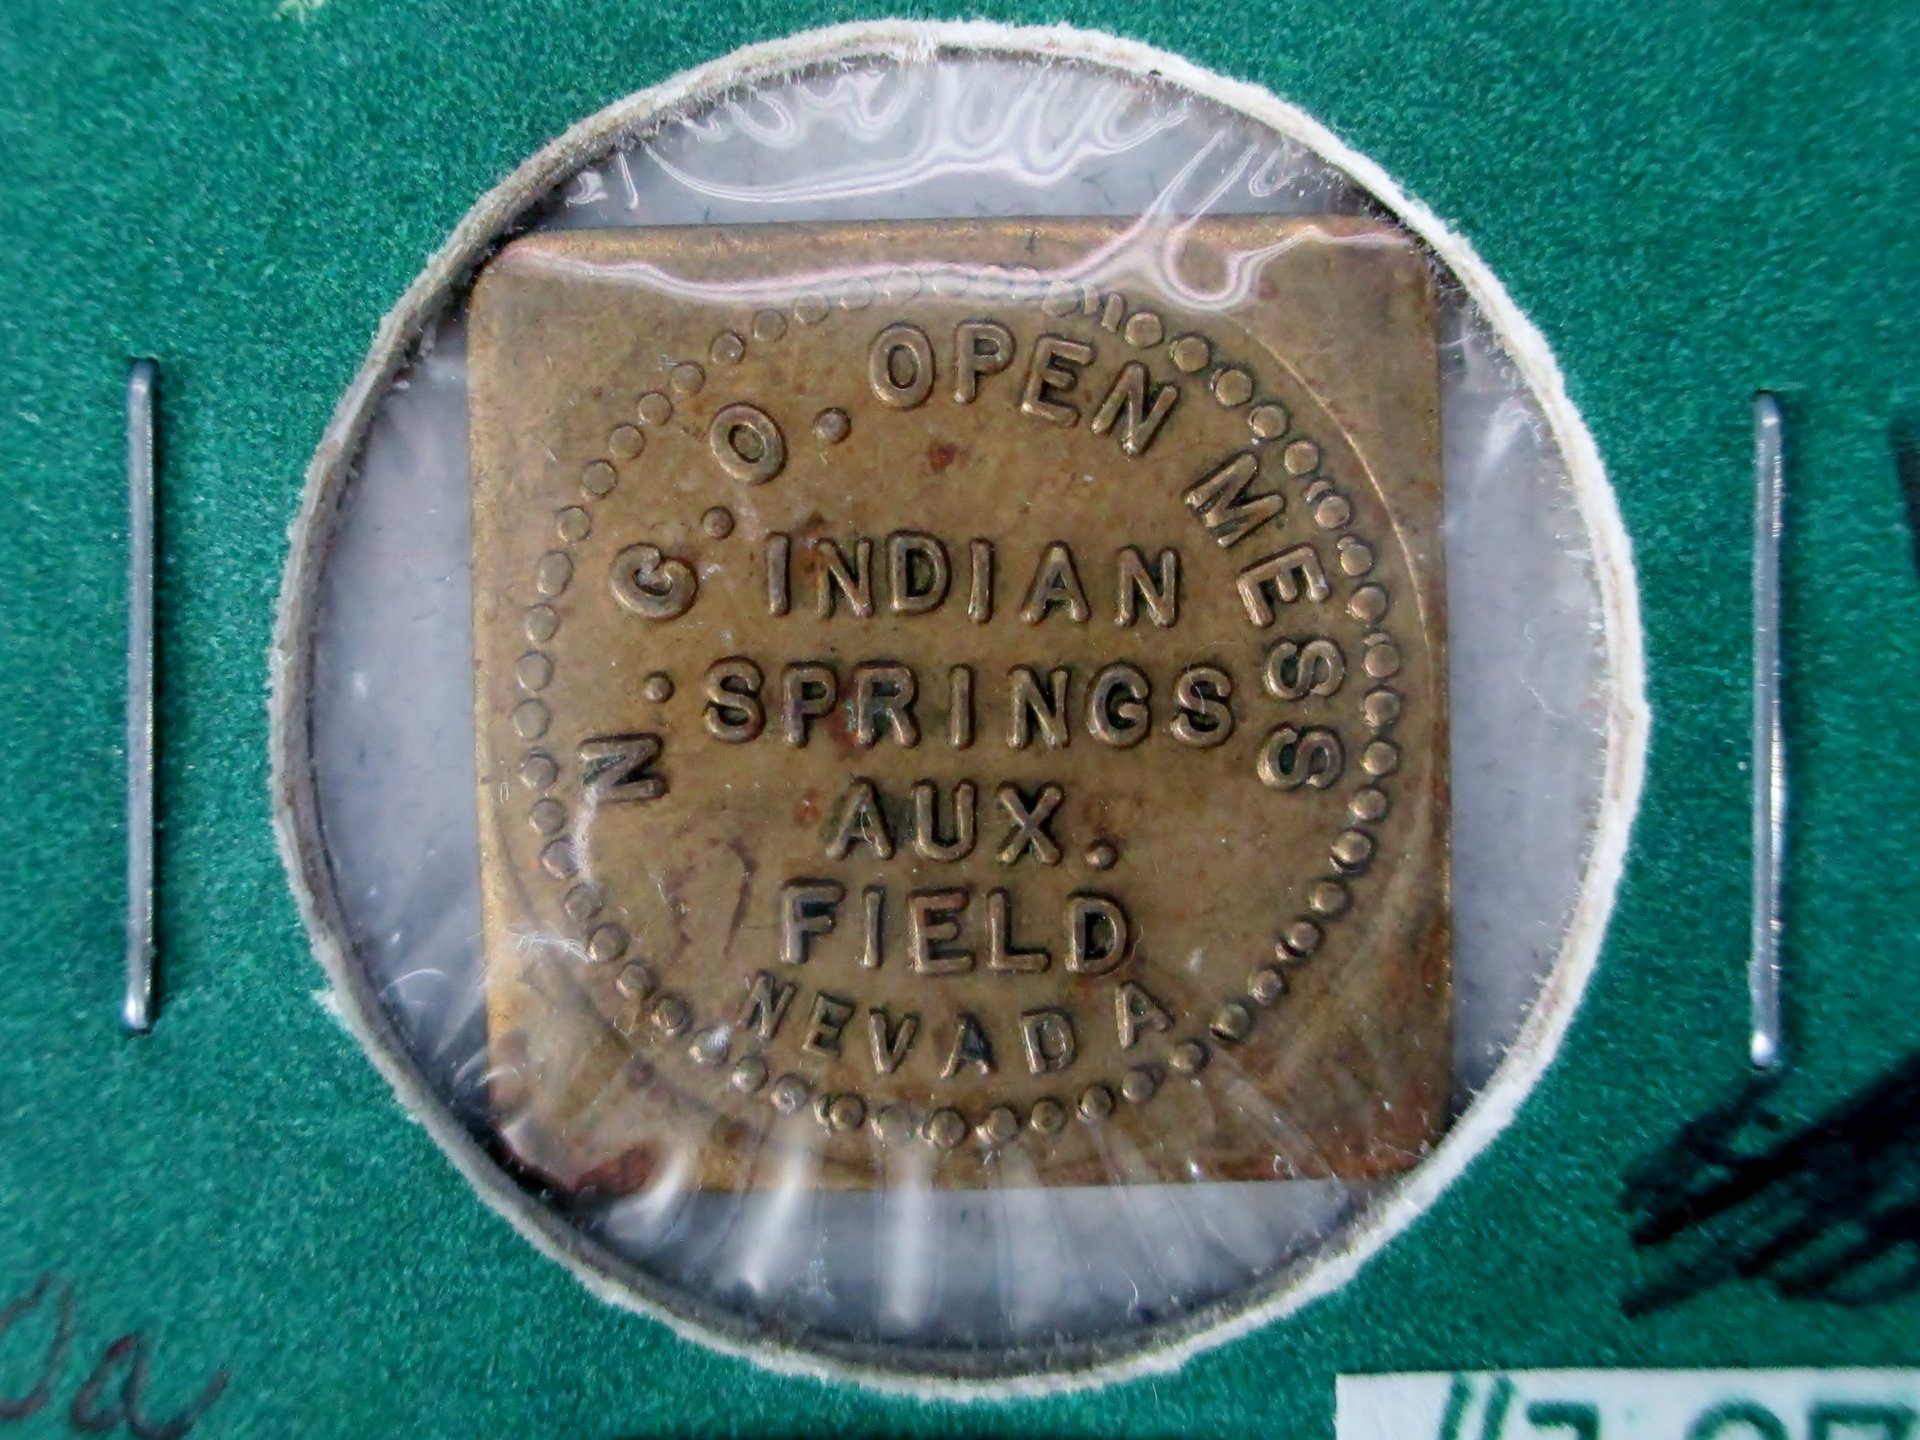 N.C.O. OPEN MESS
INDIAN
SPRINGS
AUX.
FIELD
NEVADA